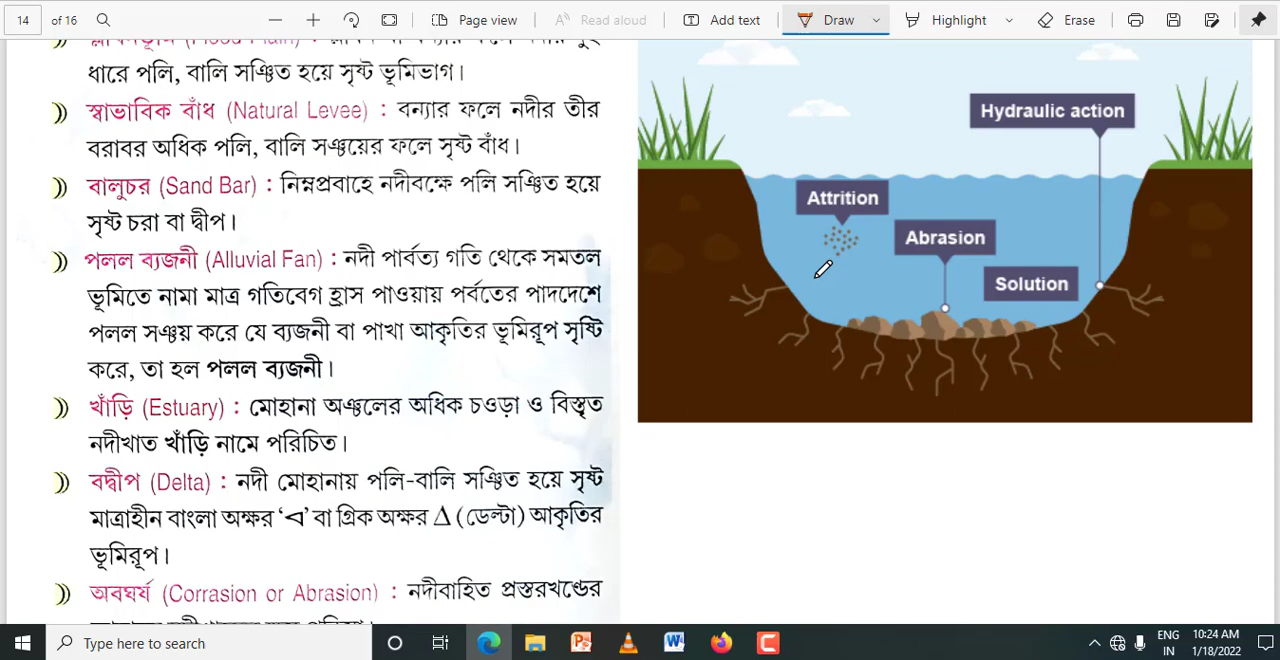 14 of 16 Page view Read aloud Add text Draw Highlight Erase
ধারে পলি, বালি সঞ্চিত হয়ে সৃষ্ট ভূমিভাগ।
স্বাভাবিক বাঁধ (Natural Levee) : বন্যার ফলে নদীর তীর
বরাবর অধিক পলি, বালি সঞ্চয়ের ফলে সৃষ্ট বাঁধ।
বালুচর (Sand Bar) : নিম্নপ্রবাহে নদীবক্ষে পলি সঞ্চিত হয়ে
সৃষ্ট চরা বা দ্বীপ।
পলল ব্যজনী (Alluvial Fan) : নদী পার্বত্য গতি থেকে সমতল
ভূমিতে নামা মাত্র গতিবেগ হ্রাস পাওয়ায় পর্বতের পাদদেশে
পলল সঞ্চয় করে যে ব্যজনী বা পাখা আকৃতির ভূমিরূপ সৃষ্টি
করে, তা হল পলল ব্যজনী।
খাঁড়ি (Estuary) : মোহানা অঞ্চলের অধিক চওড়া ও বিস্তৃত
নদীখাত খাঁড়ি নামে পরিচিত।
বদ্বীপ (Delta) : নদী মোহানায় পলি-বালি সঞ্চিত হয়ে সৃষ্ট
মাত্রাহীন বাংলা অক্ষর ‘ব’ বা গ্রিক অক্ষর Δ (ডেল্টা) আকৃতির
ভূমিরূপ।
অবঘর্ষ (Corrasion or Abrasion) : নদীবাহিত প্রস্তরখণ্ডের
Hydraulic action
Attrition
Abrasion
Solution
Type here to search
ENG
IN
10:24 AM
1/18/2022